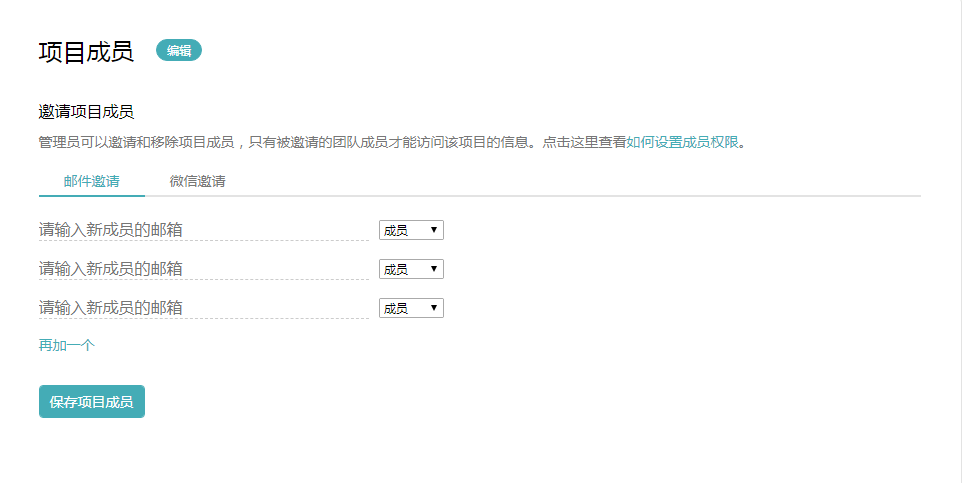 项目成员 编辑
邀请项目成员
管理员可以邀请和移除项目成员，只有被邀请的团队成员才能访问该项目的信息。点击这里查看如何设置成员权限。
邮件邀请 微信邀请
请输入新成员的邮箱 成员
请输入新成员的邮箱 成员
请输入新成员的邮箱 成员
再加一个
保存项目成员